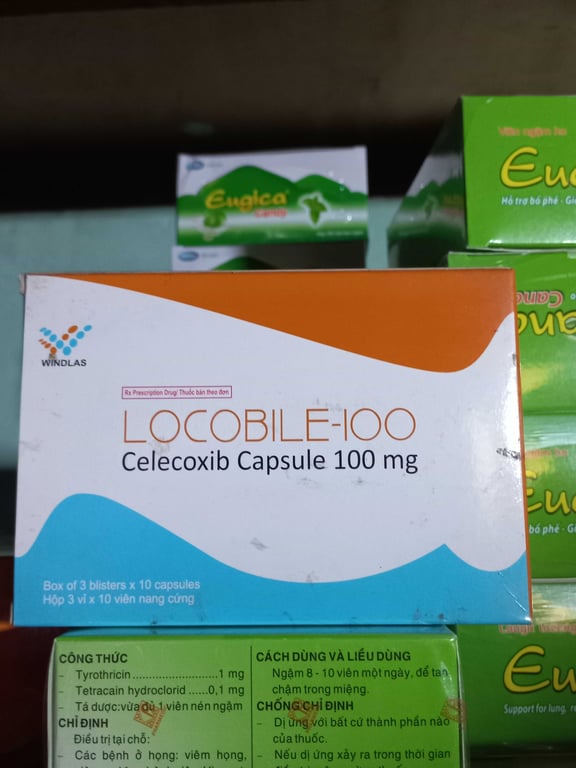 Eugica
candy
Viên ngậm ho
Eug
Hỗ trợ bổ phế - Gi
WINDLAS
Rx Prescription Drug/ Thuốc bán theo đơn
LOCOBILE-100
Celecoxib Capsule 100 mg
Box of 3 blisters x 10 capsules
Hộp 3 vỉ x 10 viên nang cứng
bổ phế - Gi
Eu
Support for lung, r
CÔNG THỨC
- Tyrothricin..........................1 mg
- Tetracain hydroclorid ......0,1 mg
- Tá dược:vừa đủ 1 viên nén ngậm
CHỈ ĐỊNH
Điều trị tại chỗ:
- Các bệnh ở họng: viêm họng,
CÁCH DÙNG VÀ LIỀU DÙNG
Ngậm 8 - 10 viên một ngày, để tan
chậm trong miệng.
CHỐNG CHỈ ĐỊNH
- Dị ứng với bất cứ thành phần nào
của thuốc.
- Nếu dị ứng xảy ra trong thời gian